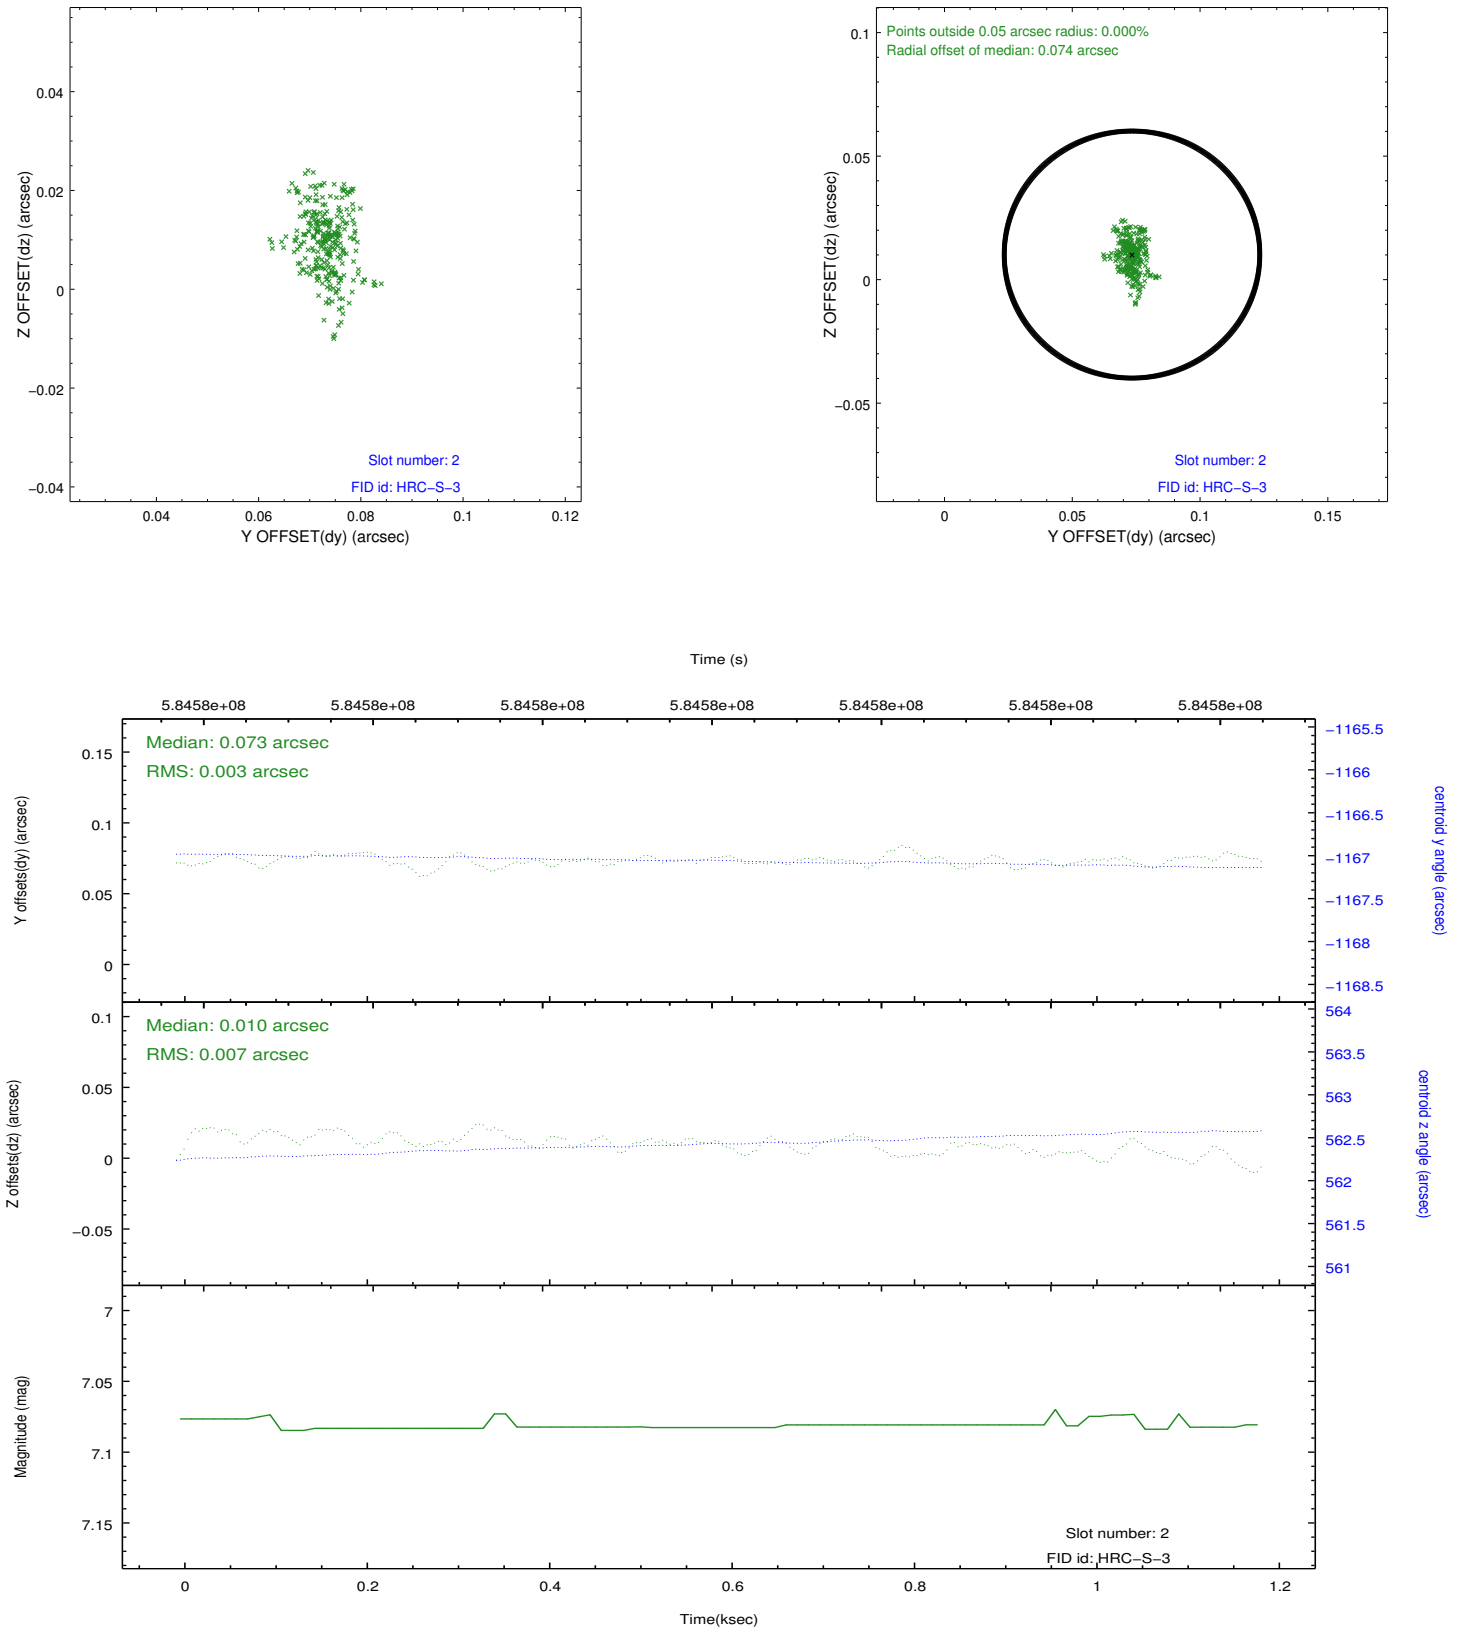 0.04
0.02
0
−0.02
−0.04
Z OFFSET(dz) (arcsec)
Slot number: 2
FID id: HRC−S−3
0.04 0.06 0.08 0.1 0.12
Y OFFSET(dy) (arcsec)
Points outside 0.05 arcsec radius: 0.000%
Radial offset of median: 0.074 arcsec
0.1
0.05
0
−0.05
Z OFFSET(dz) (arcsec)
Slot number: 2
FID id: HRC−S−3
0 0.05 0.1 0.15
Y OFFSET(dy) (arcsec)
Time (s)
5.8458e+08 5.8458e+08 5.8458e+08 5.8458e+08 5.8458e+08 5.8458e+08 5.8458e+08
Median: 0.073 arcsec
RMS: 0.003 arcsec
0.15
0.1
0.05
0
Y offsets(dy) (arcsec)
−1165.5
−1166
−1166.5
−1167
−1167.5
−1168
−1168.5
centroid y angle (arcsec)
Median: 0.010 arcsec
RMS: 0.007 arcsec
0.1
0.05
0
−0.05
Z offsets(dz) (arcsec)
564
563.5
563
562.5
562
561.5
561
centroid z angle (arcsec)
7
7.05
7.1
7.15
Magnitude (mag)
Slot number: 2
FID id: HRC−S−3
0 0.2 0.4 0.6 0.8 1 1.2
Time(ksec)